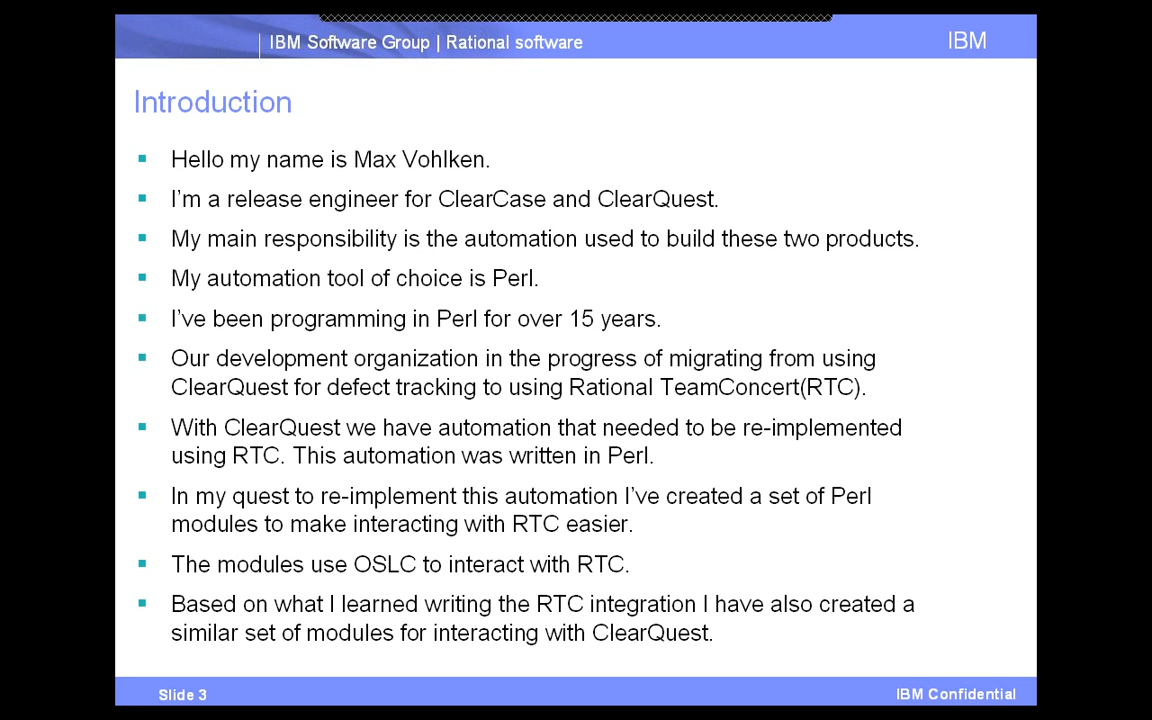 IBM Software Group | Rational software
IBM
Introduction
Hello my name is Max Vohlken.
I'm a release engineer for ClearCase and ClearQuest.
My main responsibility is the automation used to build these two products.
My automation tool of choice is Perl.
I've been programming in Perl for over 15 years.
Our development organization in the progress of migrating from using
ClearQuest for defect tracking to using Rational TeamConcert(RTC).
With ClearQuest we have automation that needed to be re-implemented
using RTC. This automation was written in Perl.
In my quest to re-implement this automation I've created a set of Perl
modules to make interacting with RTC easier.
The modules use OSLC to interact with RTC.
Based on what I learned writing the RTC integration I have also created a
similar set of modules for interacting with ClearQuest.
Slide 3
IBM Confidential